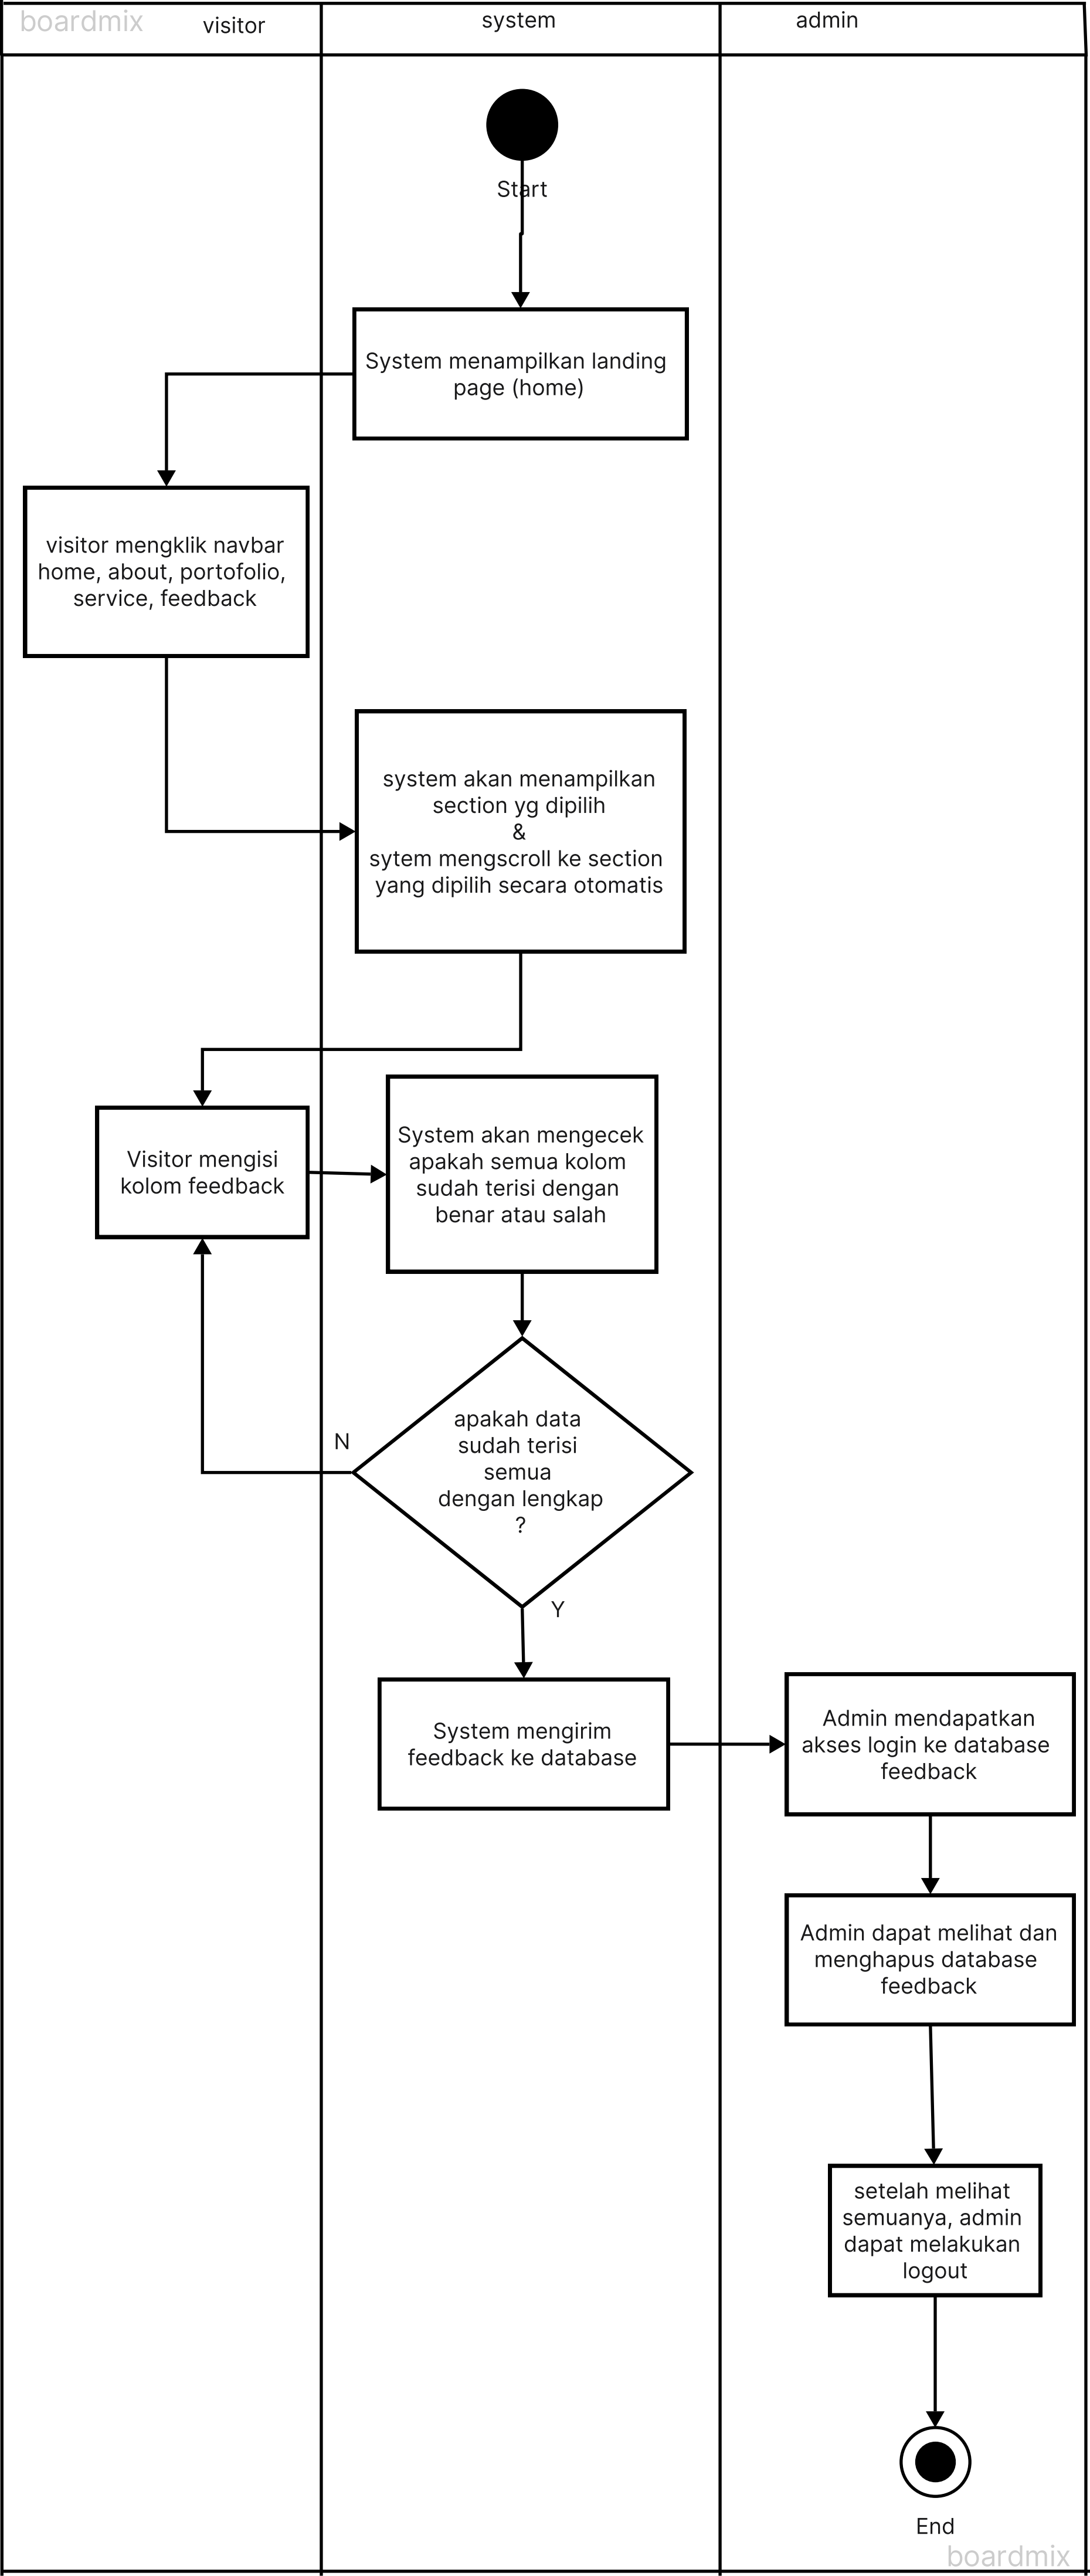 boardmix
visitor
system
admin
Start
System menampilkan landing
page (home)
visitor mengklik navbar
home, about, portofolio,
service, feedback
system akan menampilkan
section yg dipilih
&
sytem mengscroll ke section
yang dipilih secara otomatis
Visitor mengisi
kolom feedback
System akan mengecek
apakah semua kolom
sudah terisi dengan
benar atau salah
apakah data
sudah terisi
semua
dengan lengkap
?
N
Y
System mengirim
feedback ke database
Admin mendapatkan
akses login ke database
feedback
Admin dapat melihat dan
menghapus database
feedback
setelah melihat
semuanya, admin
dapat melakukan
logout
End
boardmix